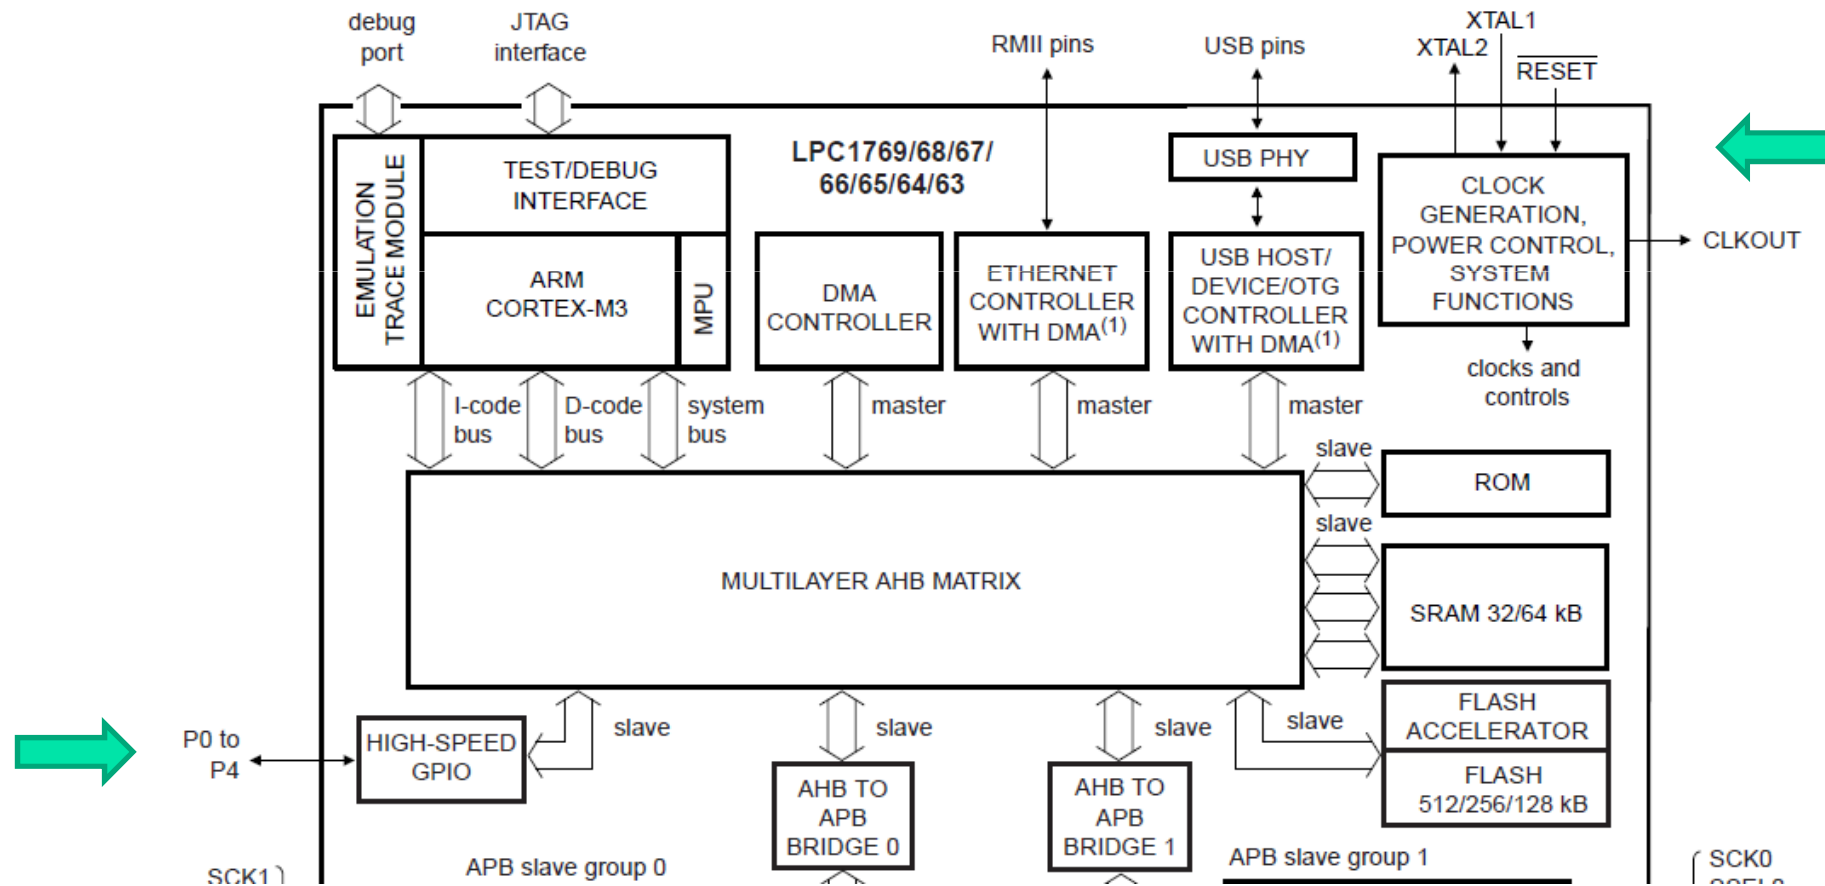 debug
port
JTAG
interface
RMII pins
USB pins
XTAL1
XTAL2
RESET
LPC1769/68/67/
66/65/64/63
EMULATION
TRACE MODULE
TEST/DEBUG
INTERFACE
ARM
CORTEX-M3
MPU
DMA
CONTROLLER
ETHERNET
CONTROLLER
WITH DMA(1)
USB PHY
USB HOST/
DEVICE/OTG
CONTROLLER
WITH DMA(1)
CLOCK
GENERATION,
POWER CONTROL,
SYSTEM
FUNCTIONS
CLKOUT
clocks and
controls
I-code
bus
D-code
bus
system
bus
master
master
master
slave
ROM
slave
MULTILAYER AHB MATRIX
SRAM 32/64 kB
P0 to
P4
HIGH-SPEED
GPIO
slave
slave
slave
slave
FLASH
ACCELERATOR
FLASH
512/256/128 kB
AHB TO
APB
BRIDGE 0
AHB TO
APB
BRIDGE 1
SCK1
APB slave group 0
APB slave group 1
SCK0